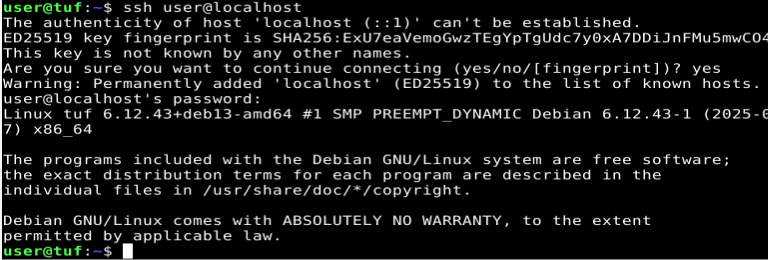 user@tuf:~$ ssh user@localhost
The authenticity of host 'localhost (::1)' can't be established.
ED25519 key fingerprint is SHA256:ExU7eaVemoGwzTEgYpTgUdc7y0xA7DDiJnFMu5mwCO4
This key is not known by any other names.
Are you sure you want to continue connecting (yes/no/[fingerprint])? yes
Warning: Permanently added 'localhost' (ED25519) to the list of known hosts.
user@localhost's password:
Linux tuf 6.12.43+deb13-amd64 #1 SMP PREEMPT_DYNAMIC Debian 6.12.43-1 (2025-0
7) x86_64

The programs included with the Debian GNU/Linux system are free software;
the exact distribution terms for each program are described in the
individual files in /usr/share/doc/*/copyright.

Debian GNU/Linux comes with ABSOLUTELY NO WARRANTY, to the extent
permitted by applicable law.
user@tuf:~$